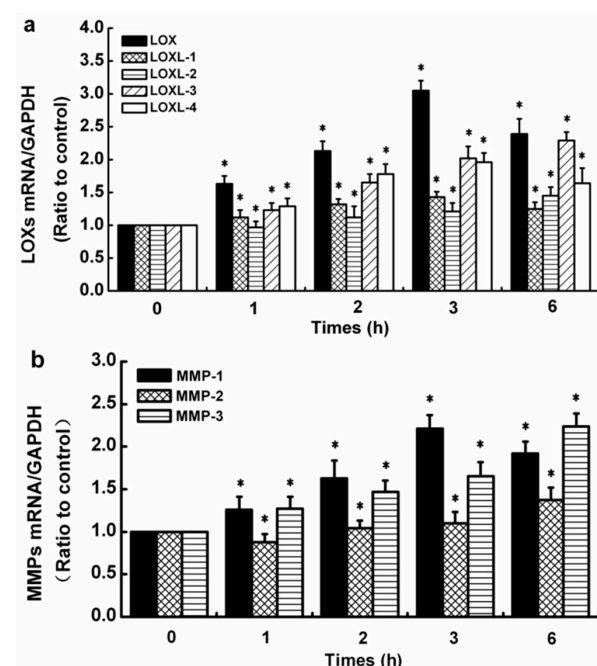 a
LOX
LOXL-1
LOXL-2
LOXL-3
LOXL-4
LOXs mRNA/GAPDH
(Ratio to control)
4.0
3.5
3.0
2.5
2.0
1.5
1.0
0.5
0.0
* * * * *
* * * * *
* * * * *
* * * * *
0 1 2 3 6
Times (h)
b
MMP-1
MMP-2
MMP-3
MMPs mRNA/GAPDH
（Ratio to control）
3.0
2.5
2.0
1.5
1.0
0.5
0.0
* * *
* * *
* * *
* * *
0 1 2 3 6
Times (h)